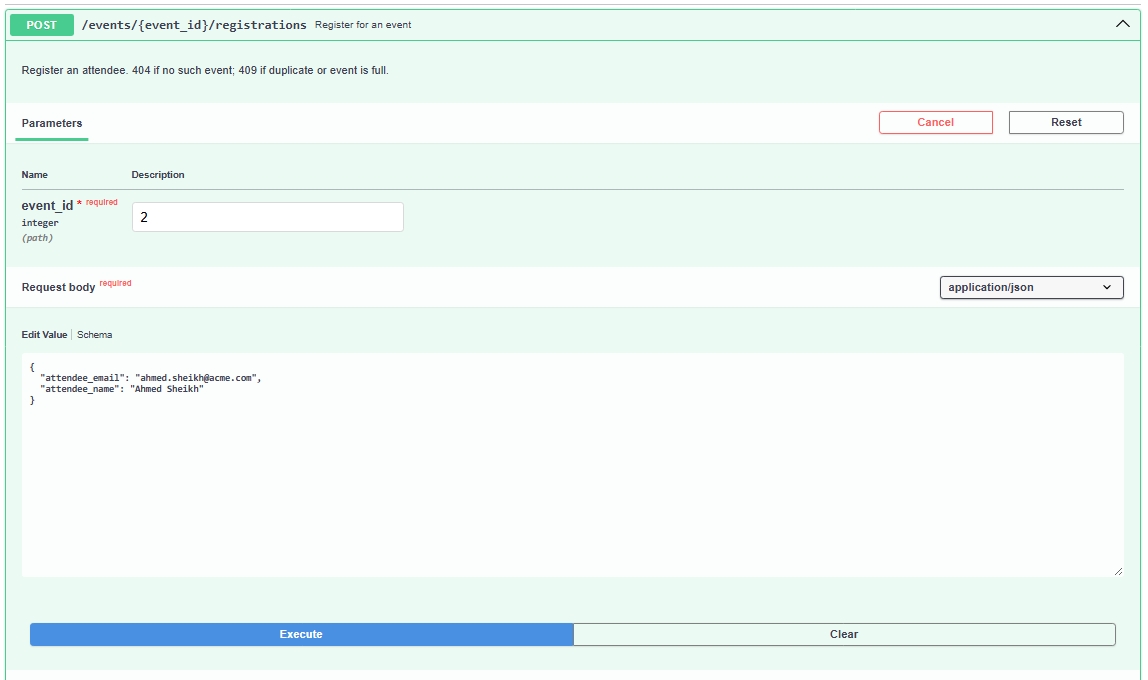 POST /events/{event_id}/registrations Register for an event
Register an attendee. 404 if no such event; 409 if duplicate or event is full.
Parameters Cancel Reset
Name Description
event_id * required
integer
(path)
2
Request body required application/json
Edit Value | Schema
{
  "attendee_email": "ahmed.sheikh@acme.com",
  "attendee_name": "Ahmed Sheikh"
}
Execute Clear